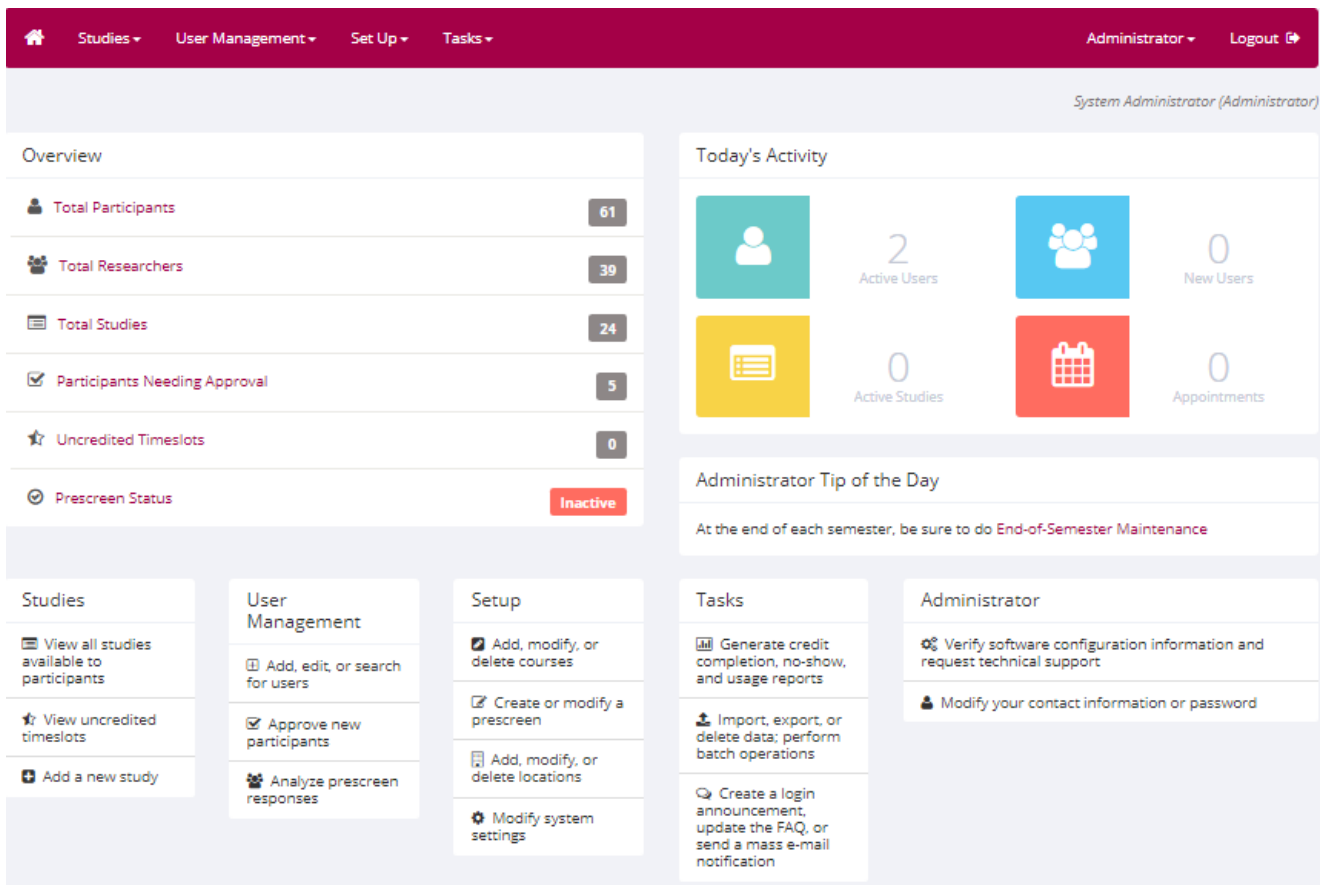 Studies User Management Set Up Tasks Administrator Logout
System Administrator (Administrator)
Overview
Total Participants 61
Total Researchers 39
Total Studies 24
Participants Needing Approval 5
Uncredited Timeslots 0
Prescreen Status Inactive
Today's Activity
2
Active Users
0
New Users
0
Active Studies
0
Appointments
Administrator Tip of the Day
At the end of each semester, be sure to do End-of-Semester Maintenance
Studies
View all studies
available to
participants
View uncredited
timeslots
Add a new study
User
Management
Add, edit, or search
for users
Approve new
participants
Analyze prescreen
responses
Setup
Add, modify, or
delete courses
Create or modify a
prescreen
Add, modify, or
delete locations
Modify system
settings
Tasks
Generate credit
completion, no-show,
and usage reports
Import, export, or
delete data; perform
batch operations
Create a login
announcement,
update the FAQ, or
send a mass e-mail
notification
Administrator
Verify software configuration information and
request technical support
Modify your contact information or password